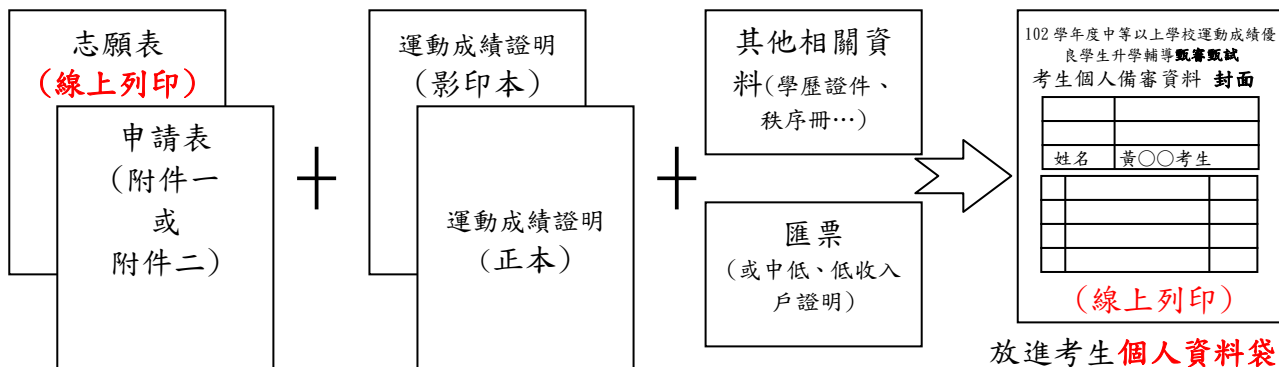 志願表
(線上列印)
申請表
(附件一
或
附件二)
運動成績證明
(影印本)
運動成績證明
(正本)
其他相關資
料(學歷證件、
秩序冊…)
匯票
(或中低、低收入
戶證明)
102 學年度中等以上學校運動成績優
良學生升學輔導甄審甄試
考生個人備審資料 封面
姓名 黃○○考生
(線上列印)
放進考生個人資料袋